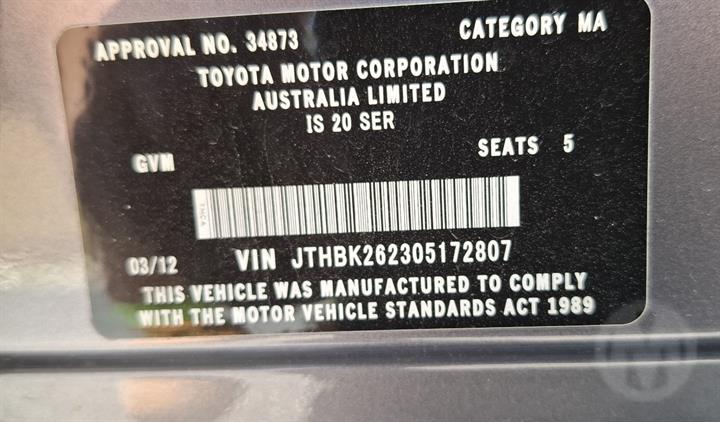 APPROVAL NO. 34873 CATEGORY MA
TOYOTA MOTOR CORPORATION
AUSTRALIA LIMITED
IS 20 SER
GVM SEATS 5
TMCA
03/12 VIN JTHBK262305172807
THIS VEHICLE WAS MANUFACTURED TO COMPLY
WITH THE MOTOR VEHICLE STANDARDS ACT 1989